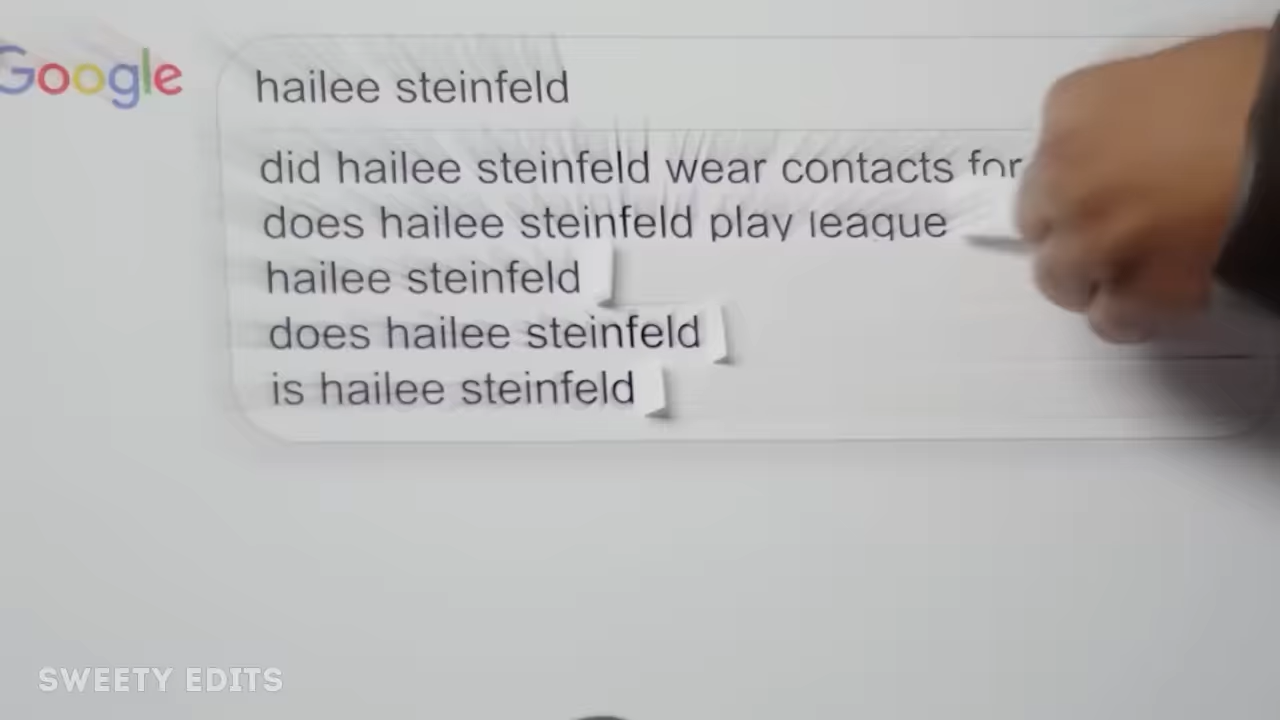 Google
hailee steinfeld
did hailee steinfeld wear contacts for
does hailee steinfeld play league
hailee steinfeld
does hailee steinfeld
is hailee steinfeld
SWEETY EDITS